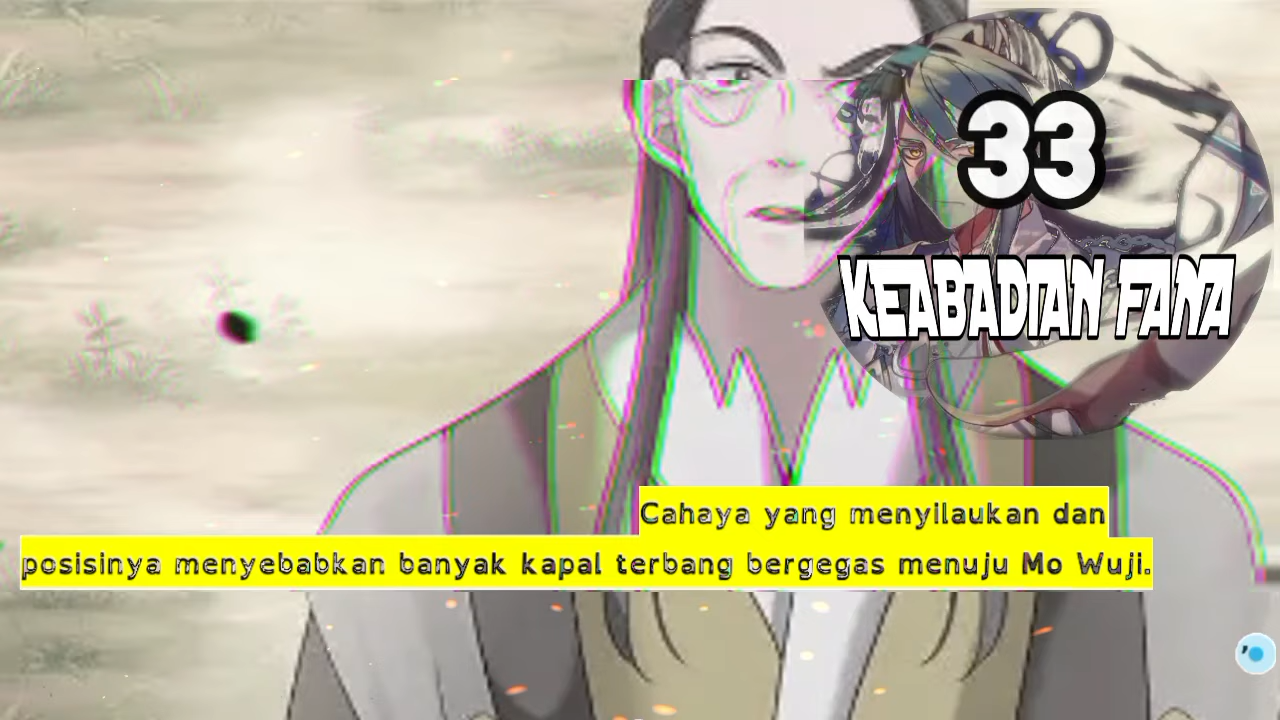 33
KEABADIAN FANA
Cahaya yang menyilaukan dan
posisinya menyebabkan banyak kapal terbang bergegas menuju Mo Wuji.